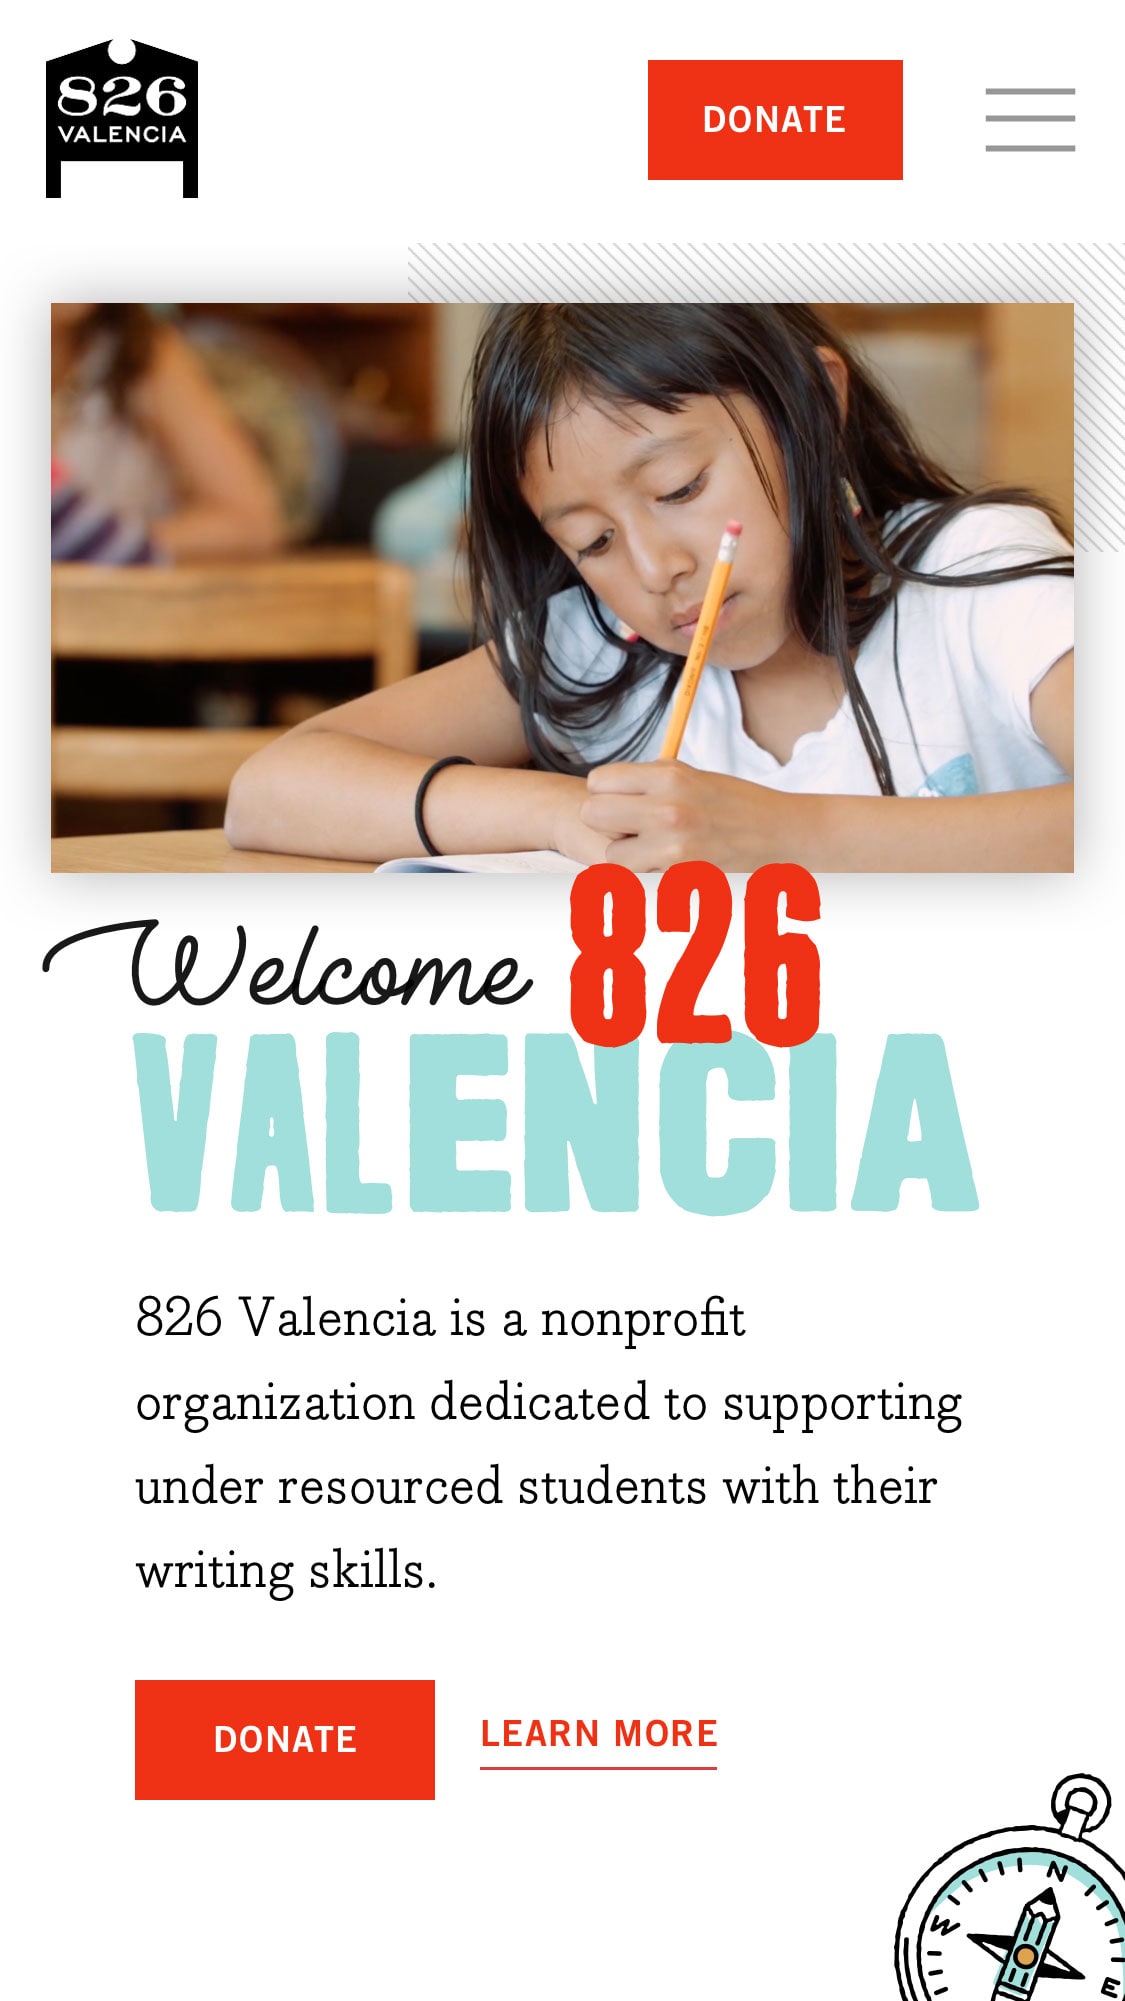 826
VALENCIA
DONATE
Welcome 826
VALENCIA
826 Valencia is a nonprofit
organization dedicated to supporting
under resourced students with their
writing skills.
DONATE
LEARN MORE
N
W
E